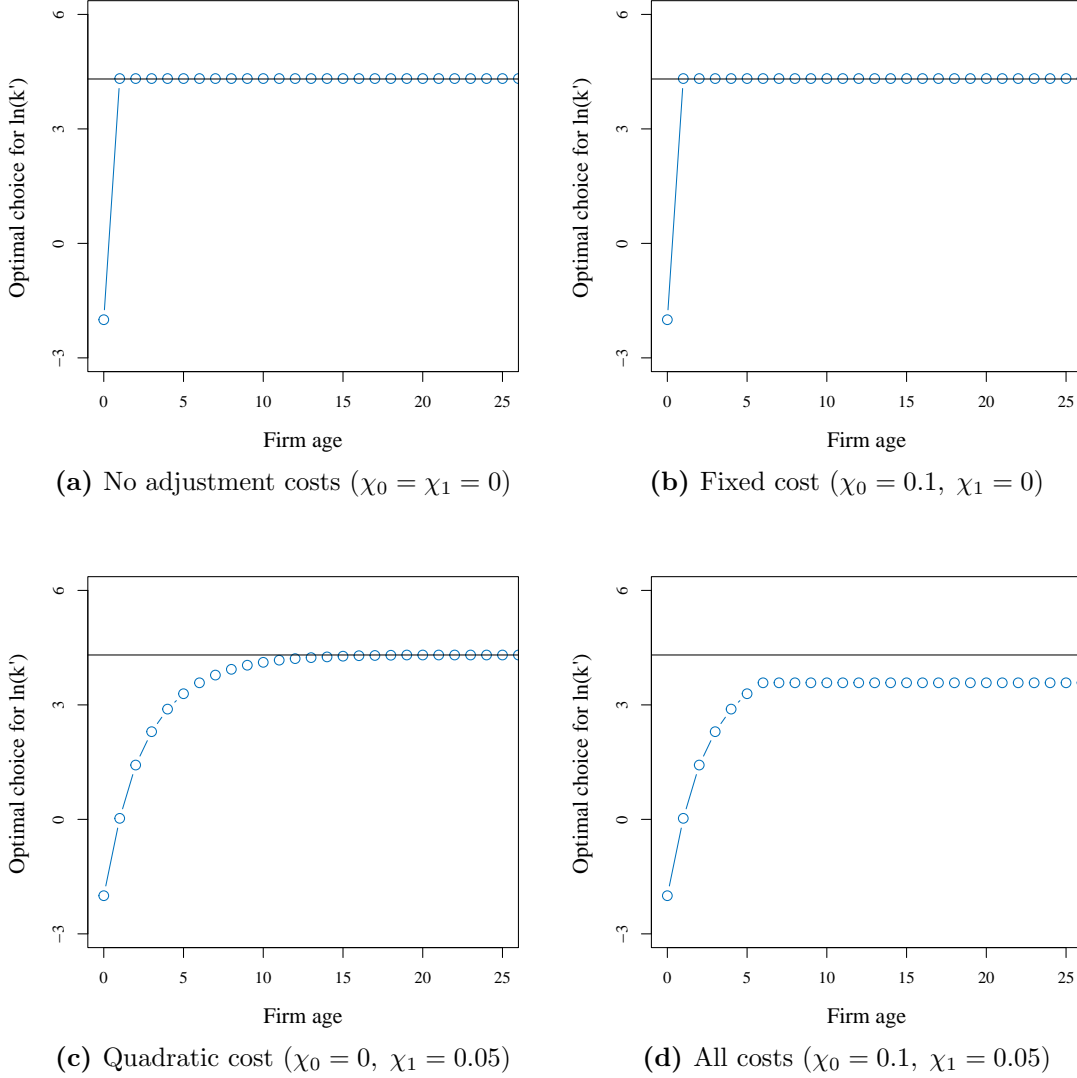 Optimal choice for ln(k')
6
3
0
−3
0 5 10 15 20 25
Firm age
(a) No adjustment costs (χ0 = χ1 = 0)
Optimal choice for ln(k')
6
3
0
−3
0 5 10 15 20 25
Firm age
(b) Fixed cost (χ0 = 0.1, χ1 = 0)
Optimal choice for ln(k')
6
3
0
−3
0 5 10 15 20 25
Firm age
(c) Quadratic cost (χ0 = 0, χ1 = 0.05)
Optimal choice for ln(k')
6
3
0
−3
0 5 10 15 20 25
Firm age
(d) All costs (χ0 = 0.1, χ1 = 0.05)